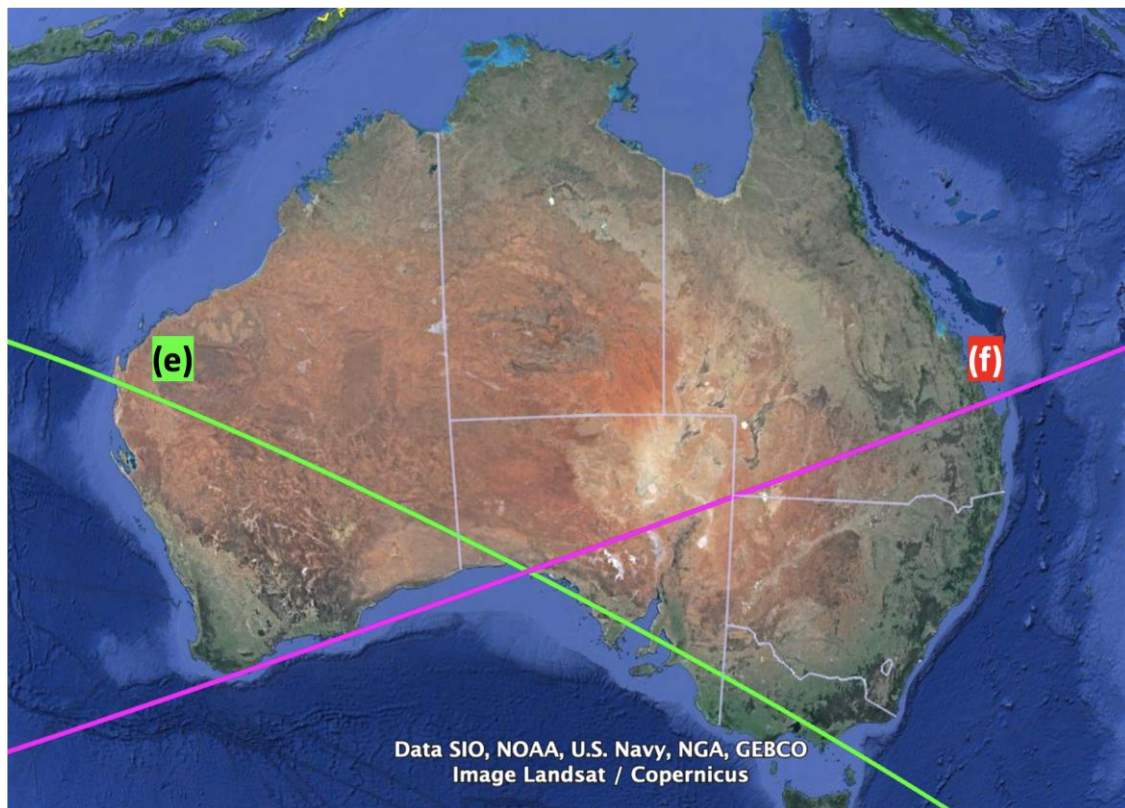 (e)
(f)
Data SIO, NOAA, U.S. Navy, NGA, GEBCO
Image Landsat / Copernicus